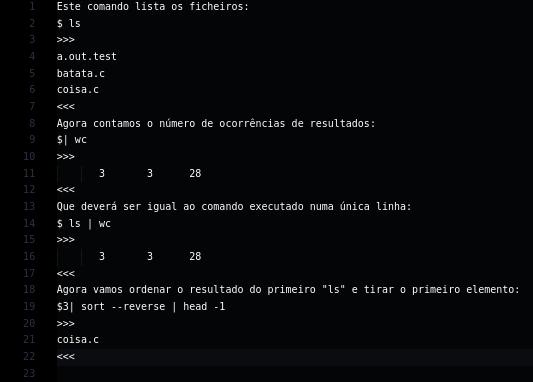 1 Este comando lista os ficheiros:
2 $ ls
3 >>>
4 a.out.test
5 batata.c
6 coisa.c
7 <<<
8 Agora contamos o número de ocorrências de resultados:
9 $| wc
10 >>>
11       3       3      28
12 <<<
13 Que deverá ser igual ao comando executado numa única linha:
14 $ ls | wc
15 >>>
16       3       3      28
17 <<<
18 Agora vamos ordenar o resultado do primeiro "ls" e tirar o primeiro elemento:
19 $3| sort --reverse | head -1
20 >>>
21 coisa.c
22 <<<
23